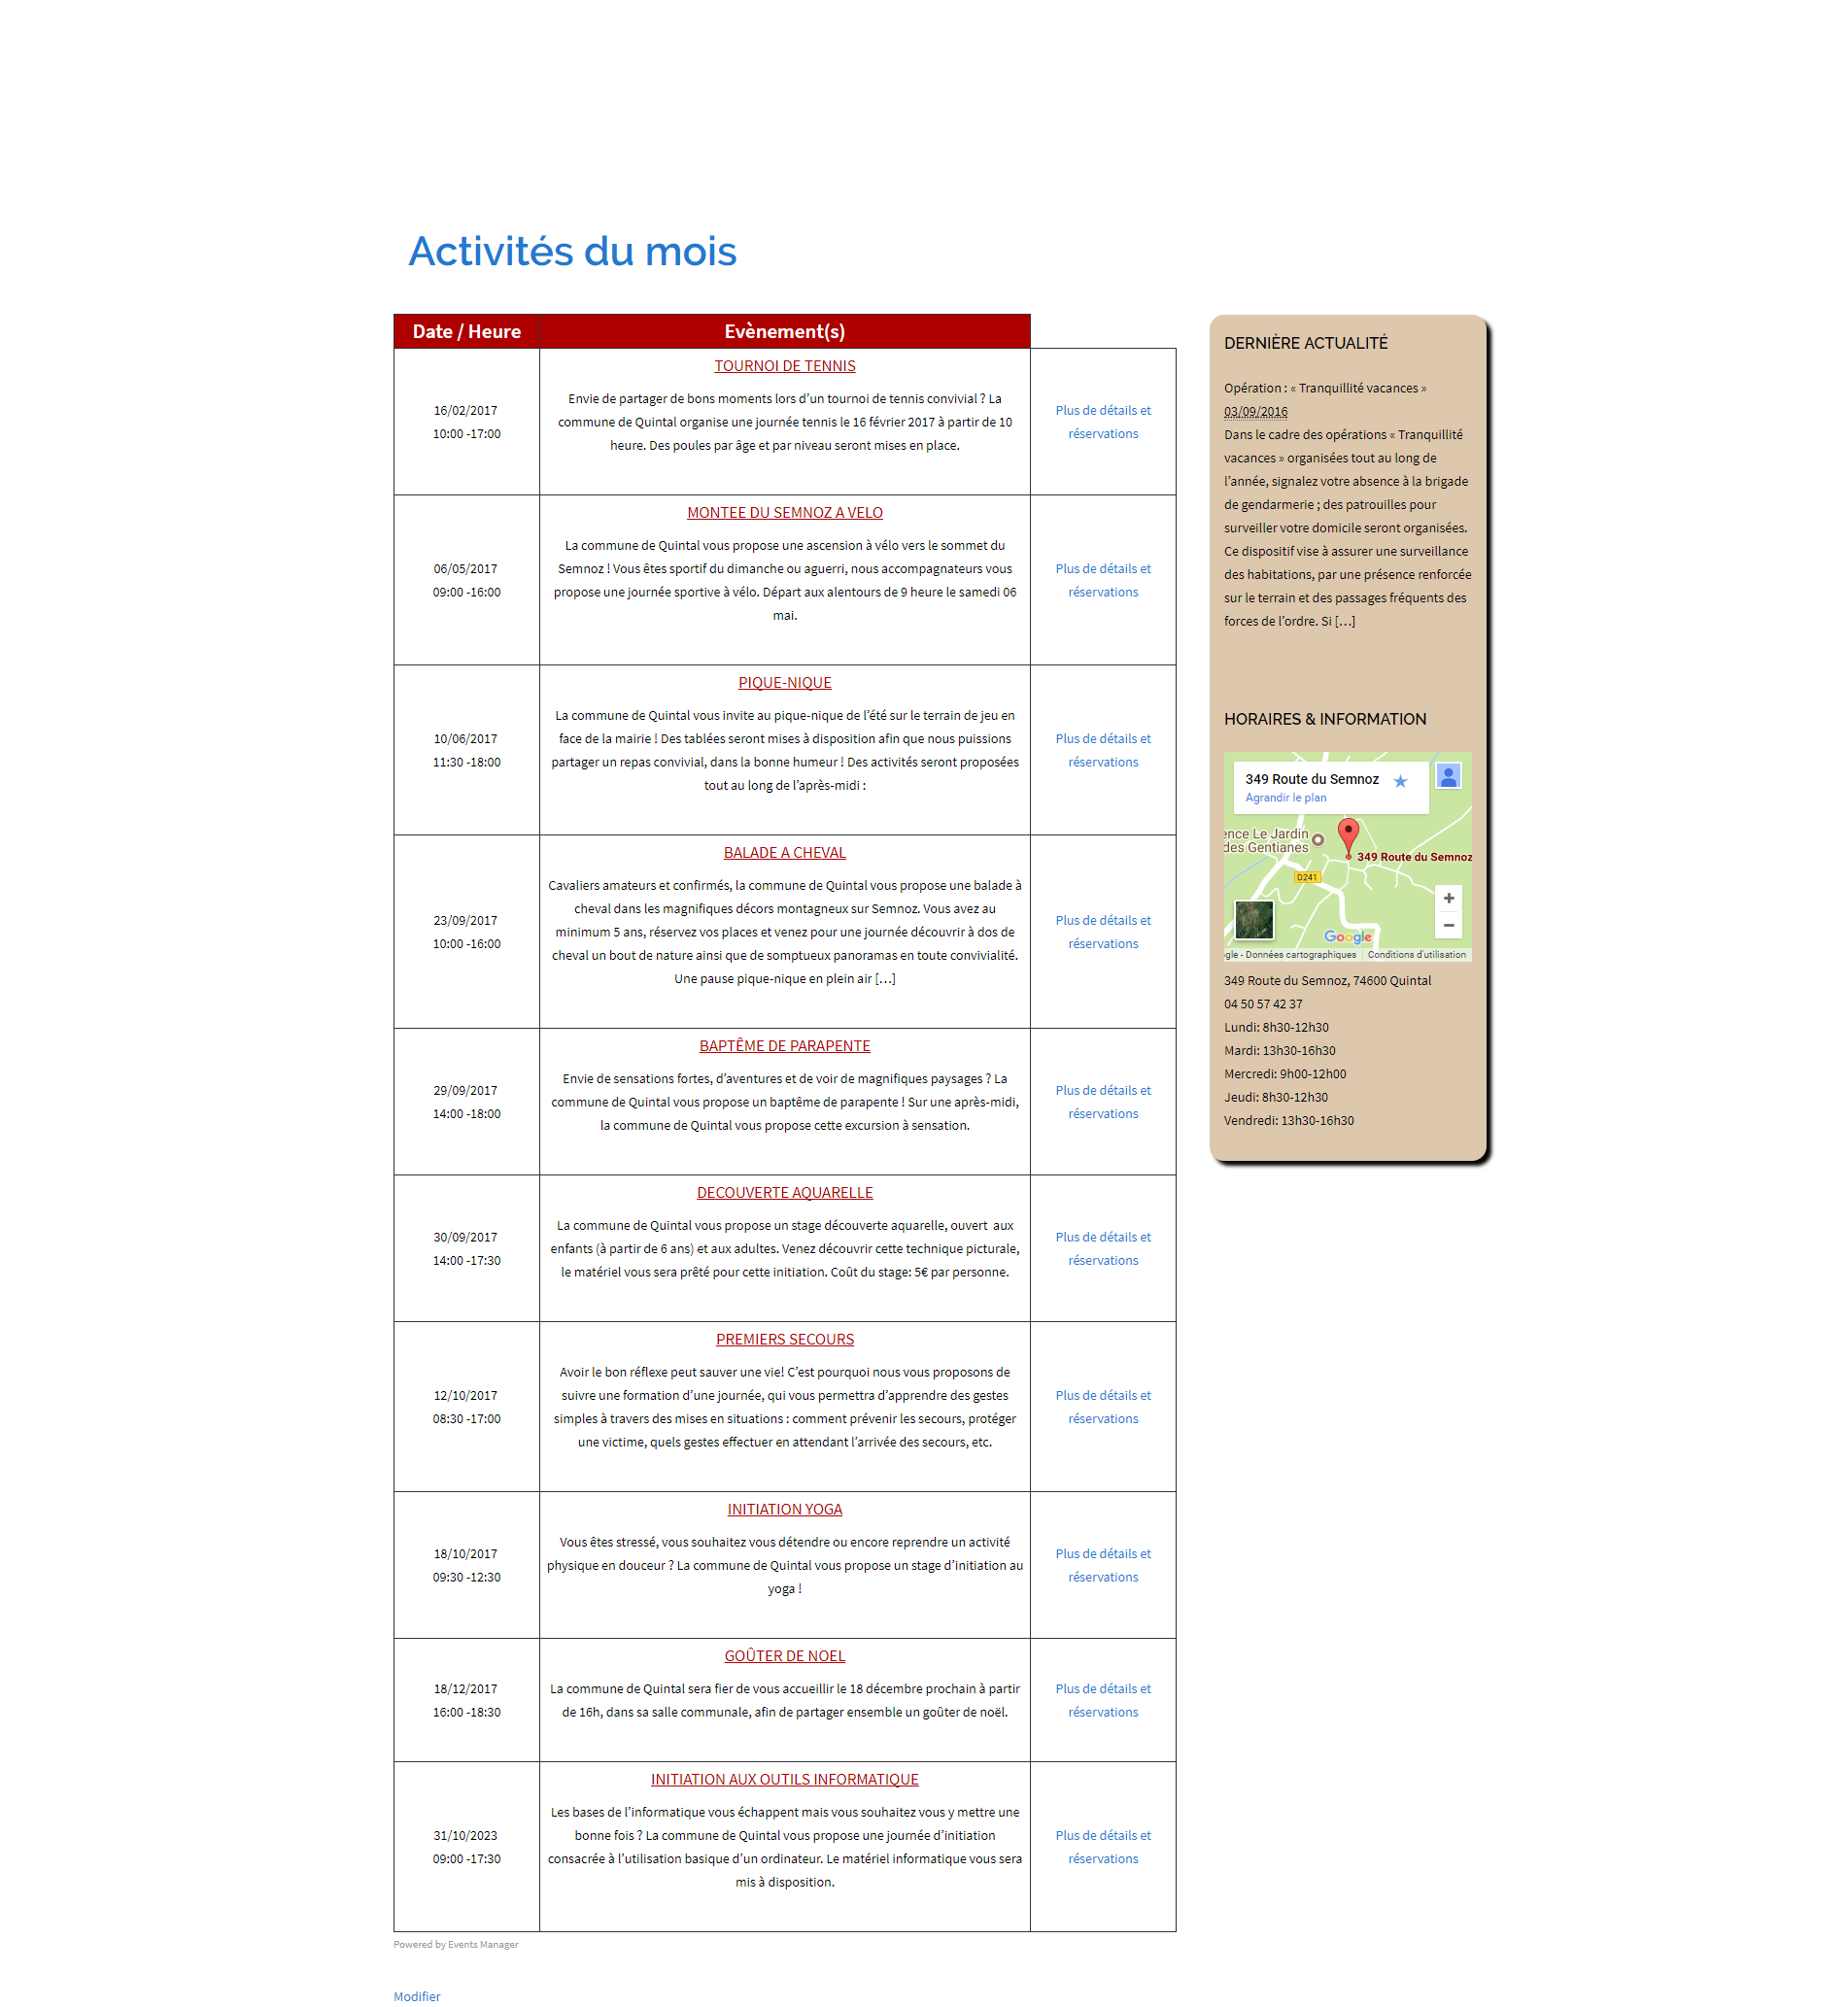 Activités du mois
Date / Heure
Evènement(s)
16/02/2017
10:00 -17:00
TOURNOI DE TENNIS
Envie de partager de bons moments lors d’un tournoi de tennis convivial ? La
commune de Quintal organise une journée tennis le 16 février 2017 à partir de 10
heure. Des poules par âge et par niveau seront mises en place.
Plus de détails et
réservations
06/05/2017
09:00 -16:00
MONTEE DU SEMNOZ A VELO
La commune de Quintal vous propose une ascension à vélo vers le sommet du
Semnoz ! Vous êtes sportif du dimanche ou aguerri, nous accompagnateurs vous
propose une journée sportive à vélo. Départ aux alentours de 9 heure le samedi 06
mai.
Plus de détails et
réservations
10/06/2017
11:30 -18:00
PIQUE-NIQUE
La commune de Quintal vous invite au pique-nique de l’été sur le terrain de jeu en
face de la mairie ! Des tablées seront mises à disposition afin que nous puissions
partager un repas convivial, dans la bonne humeur ! Des activités seront proposées
tout au long de l’après-midi :
Plus de détails et
réservations
23/09/2017
10:00 -16:00
BALADE A CHEVAL
Cavaliers amateurs et confirmés, la commune de Quintal vous propose une balade à
cheval dans les magnifiques décors montagneux sur Semnoz. Vous avez au
minimum 5 ans, réservez vos places et venez pour une journée découvrir à dos de
cheval un bout de nature ainsi que de somptueux panoramas en toute convivialité.
Une pause pique-nique en plein air […]
Plus de détails et
réservations
29/09/2017
14:00 -18:00
BAPTÊME DE PARAPENTE
Envie de sensations fortes, d’aventures et de voir de magnifiques paysages ? La
commune de Quintal vous propose un baptême de parapente ! Sur une après-midi,
la commune de Quintal vous propose cette excursion à sensation.
Plus de détails et
réservations
30/09/2017
14:00 -17:30
DECOUVERTE AQUARELLE
La commune de Quintal vous propose un stage découverte aquarelle, ouvert  aux
enfants (à partir de 6 ans) et aux adultes. Venez découvrir cette technique picturale,
le matériel vous sera prêté pour cette initiation. Coût du stage: 5€ par personne.
Plus de détails et
réservations
12/10/2017
08:30 -17:00
PREMIERS SECOURS
Avoir le bon réflexe peut sauver une vie! C’est pourquoi nous vous proposons de
suivre une formation d’une journée, qui vous permettra d’apprendre des gestes
simples à travers des mises en situations : comment prévenir les secours, protéger
une victime, quels gestes effectuer en attendant l’arrivée des secours, etc.
Plus de détails et
réservations
18/10/2017
09:30 -12:30
INITIATION YOGA
Vous êtes stressé, vous souhaitez vous détendre ou encore reprendre un activité
physique en douceur ? La commune de Quintal vous propose un stage d’initiation au
yoga !
Plus de détails et
réservations
18/12/2017
16:00 -18:30
GOÛTER DE NOEL
La commune de Quintal sera fier de vous accueillir le 18 décembre prochain à partir
de 16h, dans sa salle communale, afin de partager ensemble un goûter de noël.
Plus de détails et
réservations
31/10/2023
09:00 -17:30
INITIATION AUX OUTILS INFORMATIQUE
Les bases de l’informatique vous échappent mais vous souhaitez vous y mettre une
bonne fois ? La commune de Quintal vous propose une journée d’initiation
consacrée à l’utilisation basique d’un ordinateur. Le matériel informatique vous sera
mis à disposition.
Plus de détails et
réservations
Powered by Events Manager
Modifier
DERNIÈRE ACTUALITÉ
Opération : « Tranquillité vacances »
03/09/2016
Dans le cadre des opérations « Tranquillité
vacances » organisées tout au long de
l’année, signalez votre absence à la brigade
de gendarmerie ; des patrouilles pour
surveiller votre domicile seront organisées.
Ce dispositif vise à assurer une surveillance
des habitations, par une présence renforcée
sur le terrain et des passages fréquents des
forces de l’ordre. Si […]
HORAIRES & INFORMATION
349 Route du Semnoz
Agrandir le plan
ence Le Jardin
des Gentianes
349 Route du Semnoz
D241
Google
gle - Données cartographiques
Conditions d'utilisation
349 Route du Semnoz, 74600 Quintal
04 50 57 42 37
Lundi: 8h30-12h30
Mardi: 13h30-16h30
Mercredi: 9h00-12h00
Jeudi: 8h30-12h30
Vendredi: 13h30-16h30